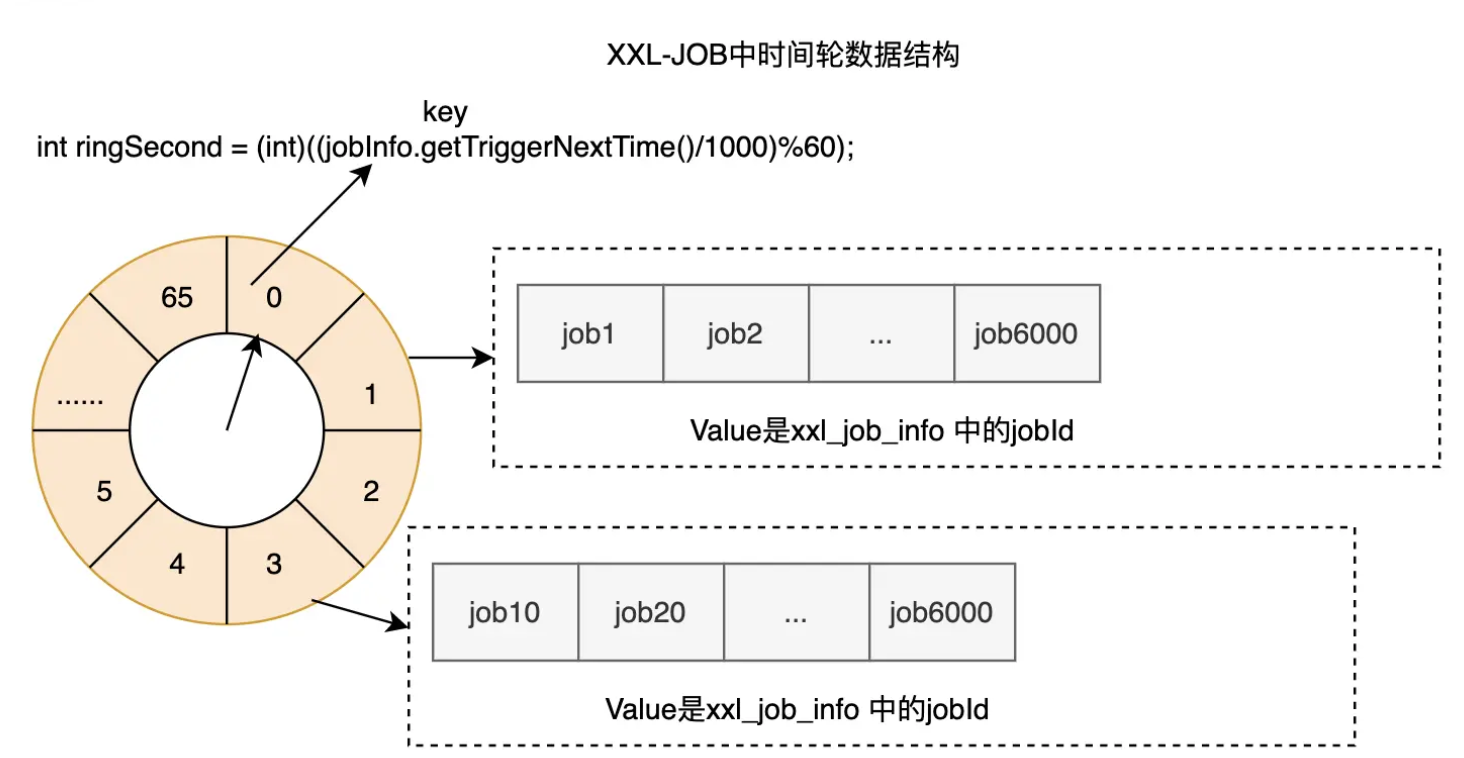 XXL-JOB中时间轮数据结构
key
int ringSecond = (int)((jobInfo.getTriggerNextTime()/1000)%60);
65
0
......
1
5
2
4
3
job1
job2
...
job6000
Value是xxl_job_info 中的jobId
job10
job20
...
job6000
Value是xxl_job_info 中的jobId